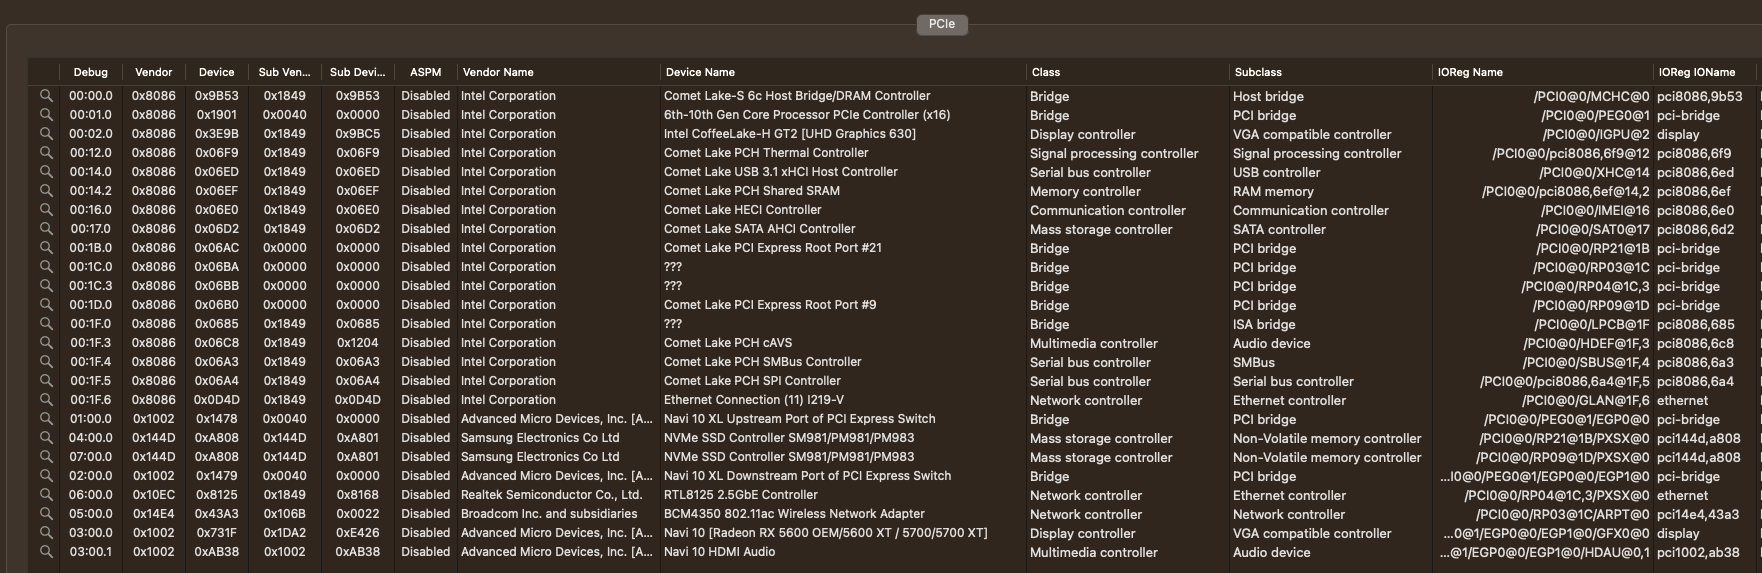 PCIe
Debug Vendor Device Sub Ven... Sub Devi... ASPM Vendor Name Device Name Class Subclass IOReg Name IOReg IOName
00:00.0 0x8086 0x9B53 0x1849 0x9B53 Disabled Intel Corporation Comet Lake-S 6c Host Bridge/DRAM Controller Bridge Host bridge /PCI0@0/MCHC@0 pci8086,9b53
00:01.0 0x8086 0x1901 0x0040 0x0000 Disabled Intel Corporation 6th-10th Gen Core Processor PCIe Controller (x16) Bridge PCI bridge /PCI0@0/PEG0@1 pci-bridge
00:02.0 0x8086 0x3E9B 0x1849 0x9BC5 Disabled Intel Corporation Intel CoffeeLake-H GT2 [UHD Graphics 630] Display controller VGA compatible controller /PCI0@0/IGPU@2 display
00:12.0 0x8086 0x06F9 0x1849 0x06F9 Disabled Intel Corporation Comet Lake PCH Thermal Controller Signal processing controller Signal processing controller /PCI0@0/pci8086,6f9@12 pci8086,6f9
00:14.0 0x8086 0x06ED 0x1849 0x06ED Disabled Intel Corporation Comet Lake USB 3.1 xHCI Host Controller Serial bus controller USB controller /PCI0@0/XHC@14 pci8086,6ed
00:14.2 0x8086 0x06EF 0x1849 0x06EF Disabled Intel Corporation Comet Lake PCH Shared SRAM Memory controller RAM memory /PCI0@0/pci8086,6ef@14,2 pci8086,6ef
00:16.0 0x8086 0x06E0 0x1849 0x06E0 Disabled Intel Corporation Comet Lake HECI Controller Communication controller Communication controller /PCI0@0/IMEI@16 pci8086,6e0
00:17.0 0x8086 0x06D2 0x1849 0x06D2 Disabled Intel Corporation Comet Lake SATA AHCI Controller Mass storage controller SATA controller /PCI0@0/SAT0@17 pci8086,6d2
00:1B.0 0x8086 0x06AC 0x0000 0x0000 Disabled Intel Corporation Comet Lake PCI Express Root Port #21 Bridge PCI bridge /PCI0@0/RP21@1B pci-bridge
00:1C.0 0x8086 0x06BA 0x0000 0x0000 Disabled Intel Corporation ??? Bridge PCI bridge /PCI0@0/RP03@1C pci-bridge
00:1C.3 0x8086 0x06BB 0x0000 0x0000 Disabled Intel Corporation ??? Bridge PCI bridge /PCI0@0/RP04@1C,3 pci-bridge
00:1D.0 0x8086 0x06B0 0x0000 0x0000 Disabled Intel Corporation Comet Lake PCI Express Root Port #9 Bridge PCI bridge /PCI0@0/RP09@1D pci-bridge
00:1F.0 0x8086 0x0685 0x1849 0x0685 Disabled Intel Corporation ??? Bridge ISA bridge /PCI0@0/LPCB@1F pci8086,685
00:1F.3 0x8086 0x06C8 0x1849 0x1204 Disabled Intel Corporation Comet Lake PCH cAVS Multimedia controller Audio device /PCI0@0/HDEF@1F,3 pci8086,6c8
00:1F.4 0x8086 0x06A3 0x1849 0x06A3 Disabled Intel Corporation Comet Lake PCH SMBus Controller Serial bus controller SMBus /PCI0@0/SBUS@1F,4 pci8086,6a3
00:1F.5 0x8086 0x06A4 0x1849 0x06A4 Disabled Intel Corporation Comet Lake PCH SPI Controller Serial bus controller Serial bus controller /PCI0@0/pci8086,6a4@1F,5 pci8086,6a4
00:1F.6 0x8086 0x0D4D 0x1849 0x0D4D Disabled Intel Corporation Ethernet Connection (11) I219-V Network controller Ethernet controller /PCI0@0/GLAN@1F,6 ethernet
01:00.0 0x1002 0x1478 0x0040 0x0000 Disabled Advanced Micro Devices, Inc. [A... Navi 10 XL Upstream Port of PCI Express Switch Bridge PCI bridge /PCI0@0/PEG0@1/EGP0@0 pci-bridge
04:00.0 0x144D 0xA808 0x144D 0xA801 Disabled Samsung Electronics Co Ltd NVMe SSD Controller SM981/PM981/PM983 Mass storage controller Non-Volatile memory controller /PCI0@0/RP21@1B/PXSX@0 pci144d,a808
07:00.0 0x144D 0xA808 0x144D 0xA801 Disabled Samsung Electronics Co Ltd NVMe SSD Controller SM981/PM981/PM983 Mass storage controller Non-Volatile memory controller /PCI0@0/RP09@1D/PXSX@0 pci144d,a808
02:00.0 0x1002 0x1479 0x0040 0x0000 Disabled Advanced Micro Devices, Inc. [A... Navi 10 XL Downstream Port of PCI Express Switch Bridge PCI bridge ...I0@0/PEG0@1/EGP0@0/EGP1@0 pci-bridge
06:00.0 0x10EC 0x8125 0x1849 0x8168 Disabled Realtek Semiconductor Co., Ltd. RTL8125 2.5GbE Controller Network controller Ethernet controller /PCI0@0/RP04@1C,3/PXSX@0 ethernet
05:00.0 0x14E4 0x43A3 0x106B 0x0022 Disabled Broadcom Inc. and subsidiaries BCM4350 802.11ac Wireless Network Adapter Network controller Network controller /PCI0@0/RP03@1C/ARPT@0 pci14e4,43a3
03:00.0 0x1002 0x731F 0x1DA2 0xE426 Disabled Advanced Micro Devices, Inc. [A... Navi 10 [Radeon RX 5600 OEM/5600 XT / 5700/5700 XT] Display controller VGA compatible controller ...0@1/EGP0@0/EGP1@0/GFX0@0 display
03:00.1 0x1002 0xAB38 0x1002 0xAB38 Disabled Advanced Micro Devices, Inc. [A... Navi 10 HDMI Audio Multimedia controller Audio device ...@1/EGP0@0/EGP1@0/HDAU@0,1 pci1002,ab38